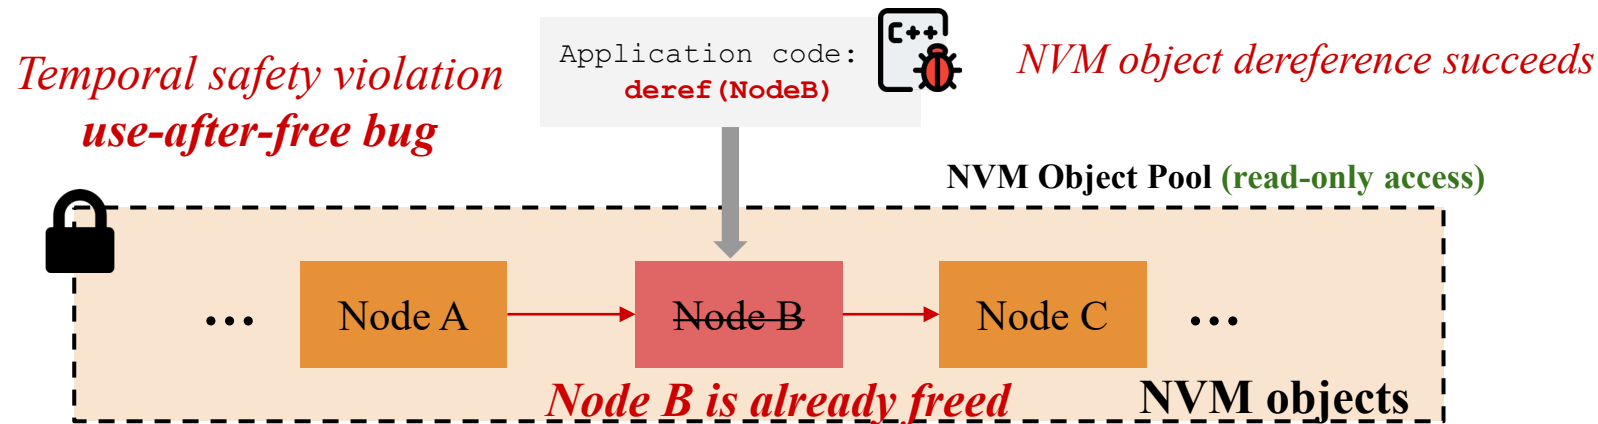 Temporal safety violation
use-after-free bug
Application code:
deref(NodeB)
C++
NVM object dereference succeeds
NVM Object Pool (read-only access)
... Node A Node B Node C ...
Node B is already freed
NVM objects